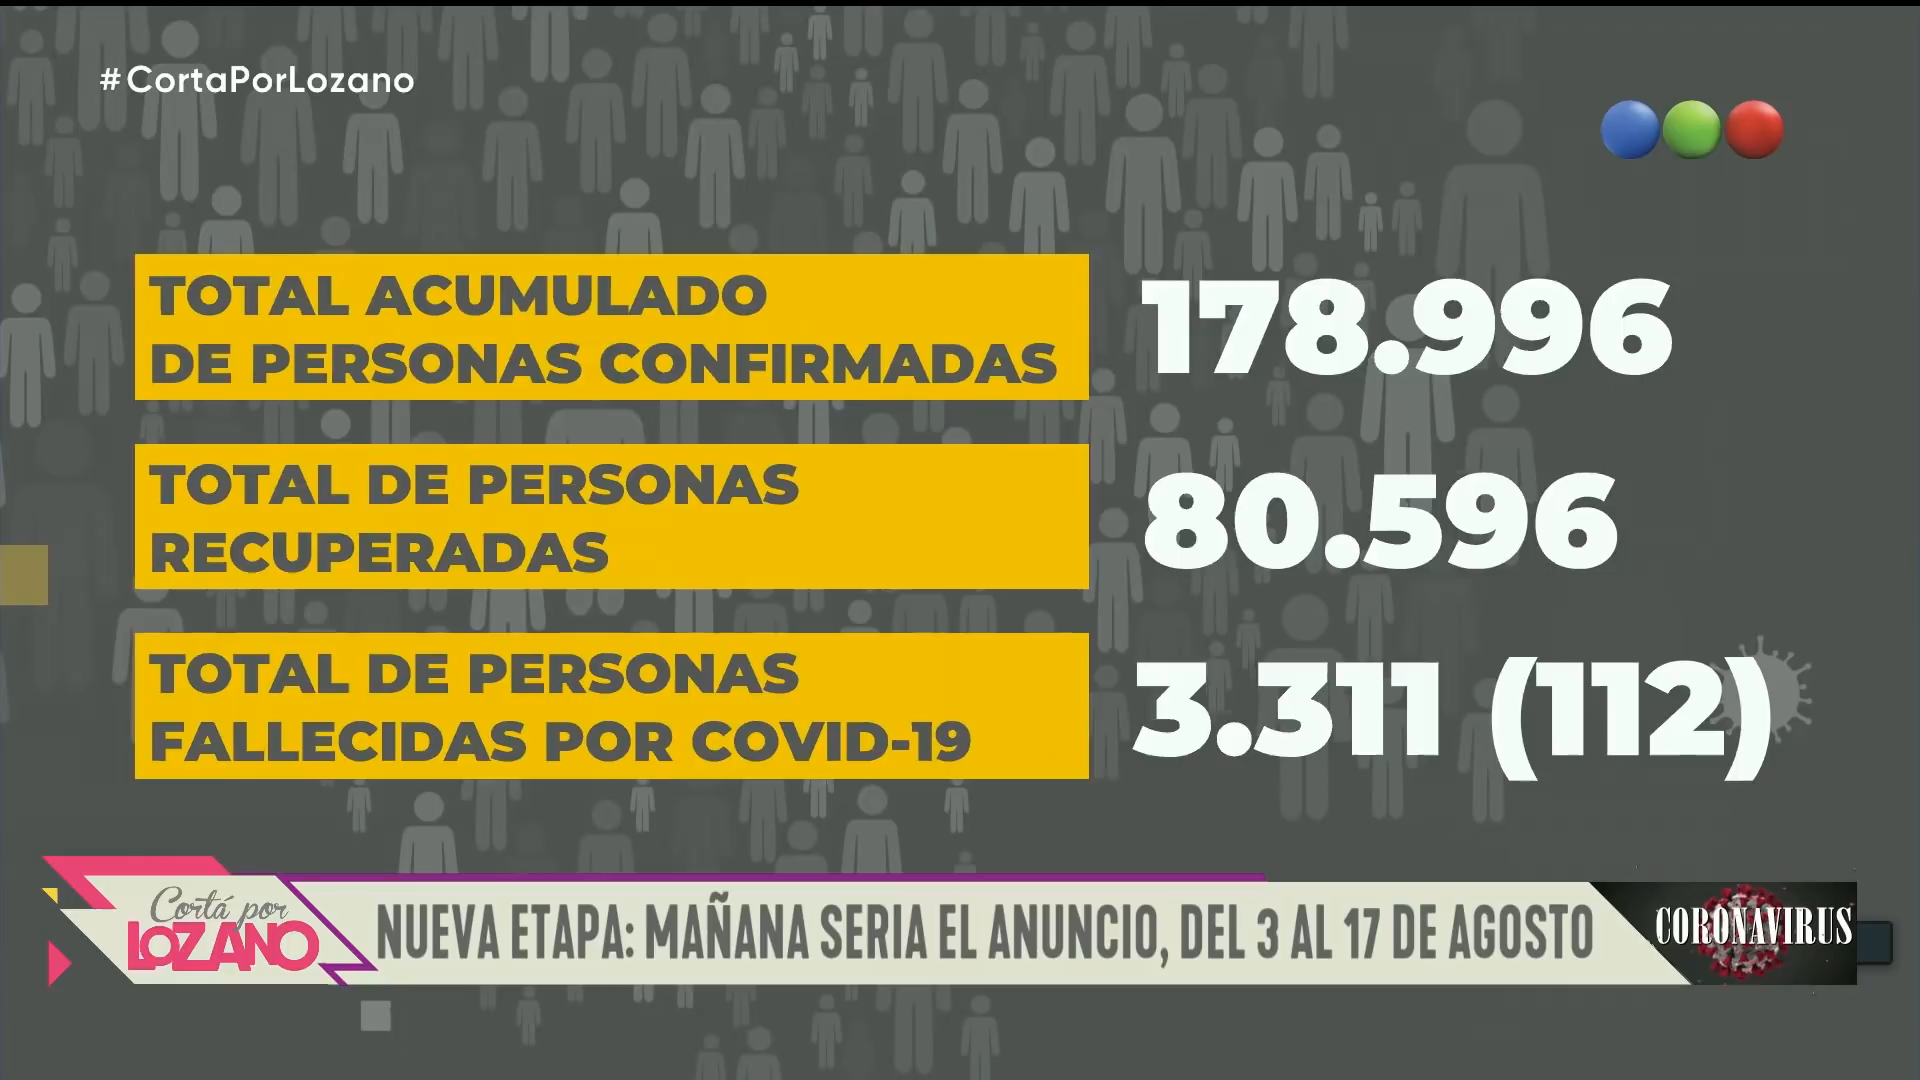 #CortaPorLozano
TOTAL ACUMULADO
DE PERSONAS CONFIRMADAS
178.996
TOTAL DE PERSONAS
RECUPERADAS
80.596
TOTAL DE PERSONAS
FALLECIDAS POR COVID-19
3.311 (112)
Cortá por
LOZANO
NUEVA ETAPA: MAÑANA SERIA EL ANUNCIO, DEL 3 AL 17 DE AGOSTO
CORONAVIRUS